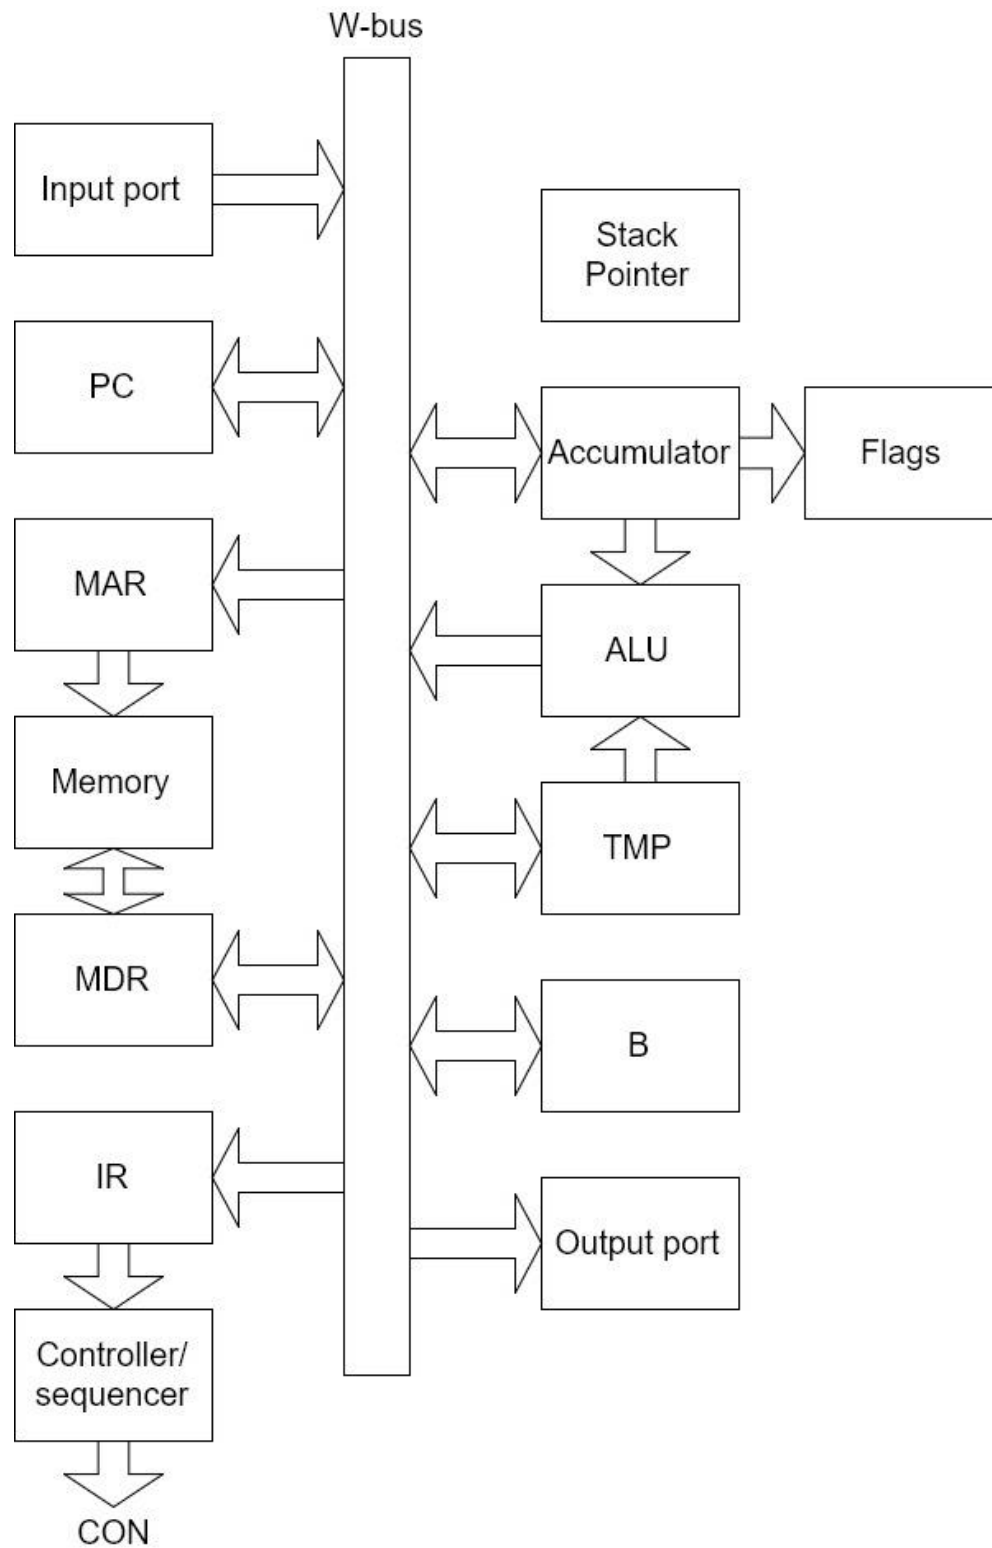 W-bus
Input port
Stack
Pointer
PC
Accumulator
Flags
MAR
ALU
Memory
TMP
MDR
B
IR
Output port
Controller/
sequencer
CON